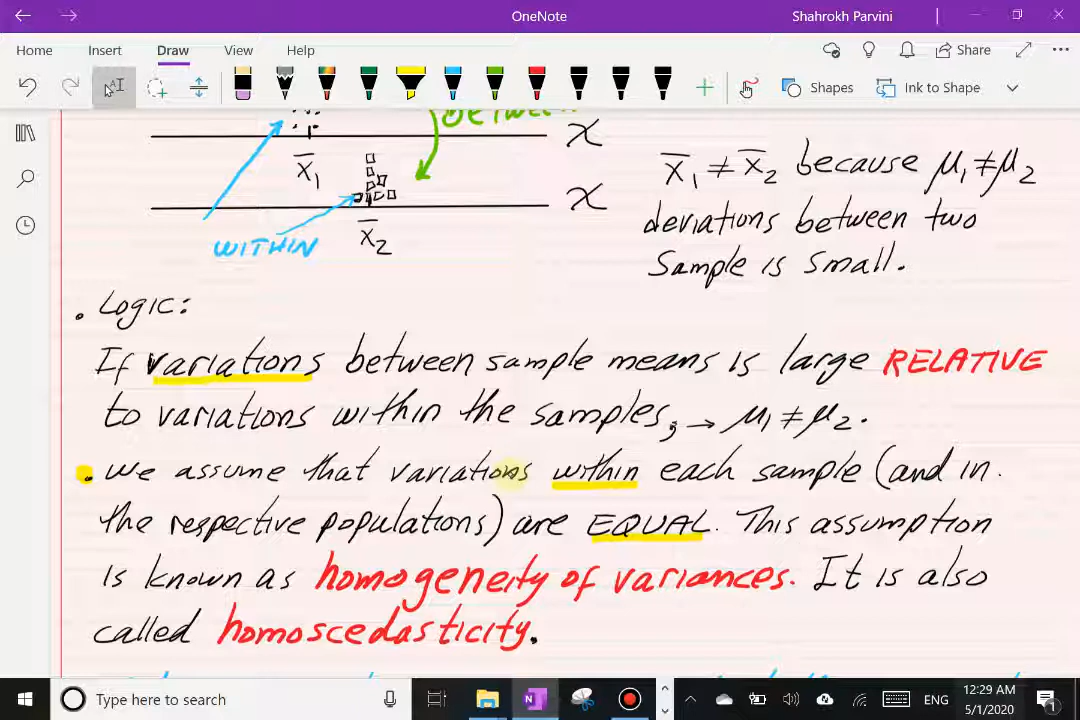 OneNote
Shahrokh Parvini
Home Insert Draw View Help
Share
Shapes
Ink to Shape
BETWEEN
x
x̄1
x
x̄2
WITHIN
x̄1 ≠ x̄2 because μ1 ≠ μ2
deviations between two
Sample is small.
. Logic:
If variations between sample means is large RELATIVE
to variations within the samples; → μ1 ≠ μ2.
. We assume that variations within each sample (and in
the respective populations) are EQUAL. This assumption
is known as homogeneity of variances. It is also
called homoscedasticity.
Type here to search
ENG
12:29 AM
5/1/2020
1